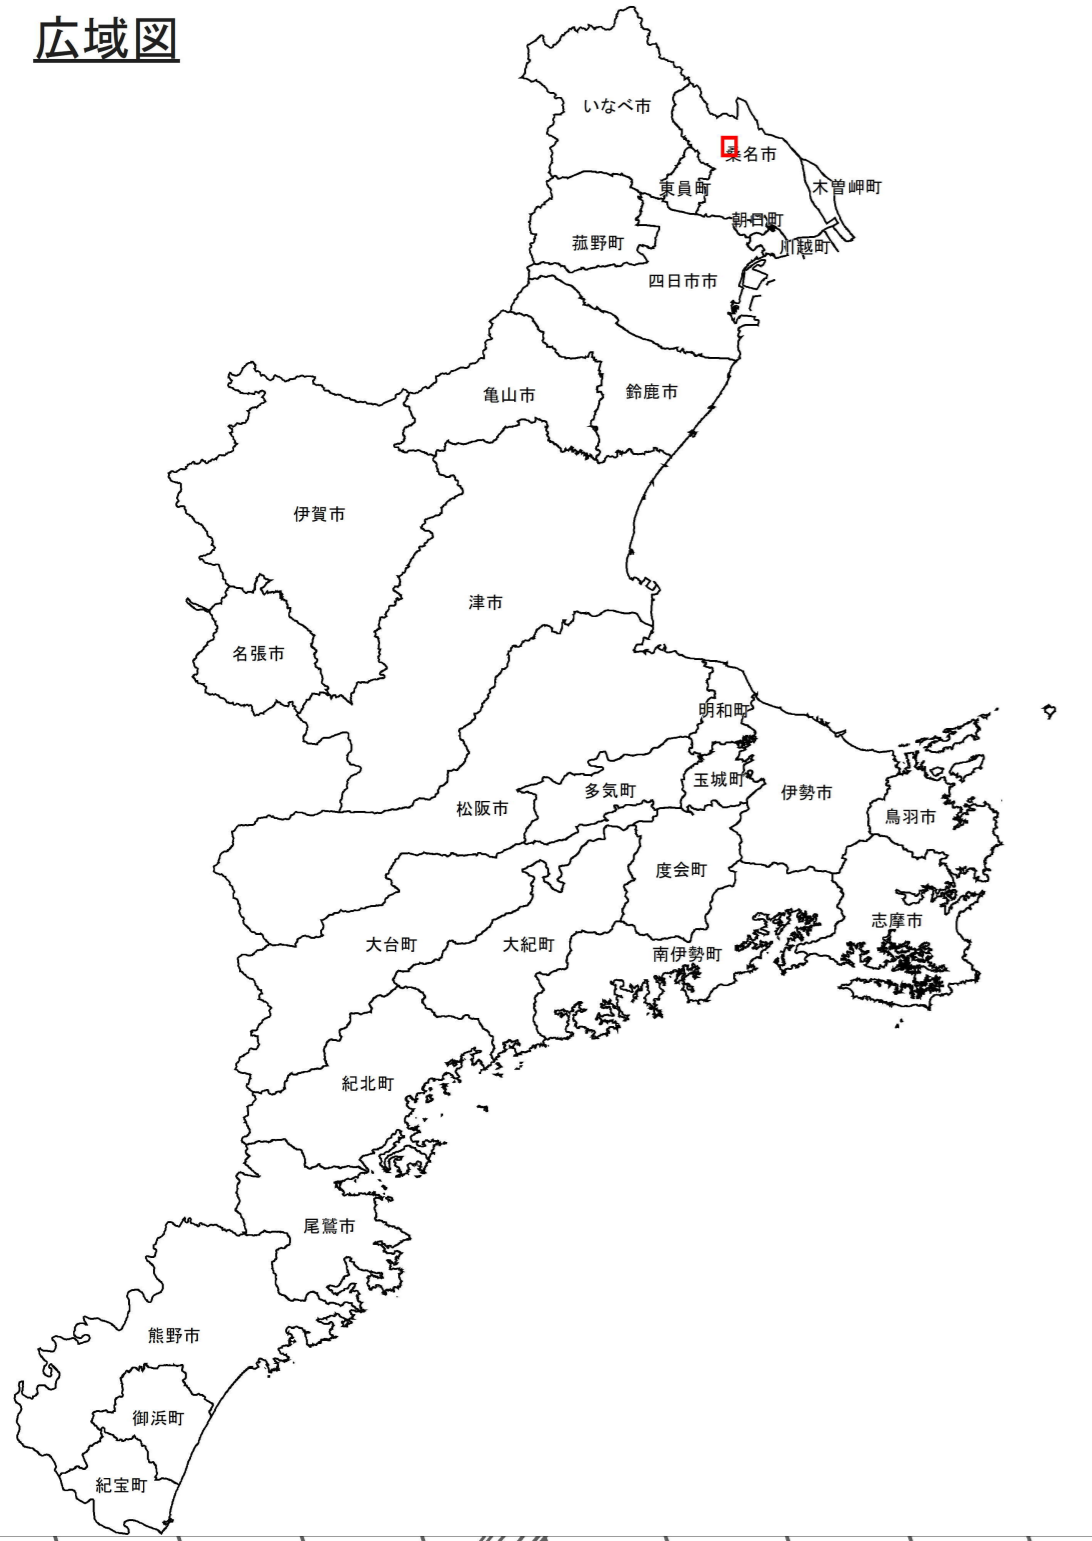 広域図
いなべ市
桑名市
東員町
木曽岬町
朝日町
菰野町
川越町
四日市市
亀山市
鈴鹿市
伊賀市
津市
名張市
明和町
玉城町
多気町
伊勢市
松阪市
鳥羽市
度会町
志摩市
大台町
大紀町
南伊勢町
紀北町
尾鷲市
熊野市
御浜町
紀宝町